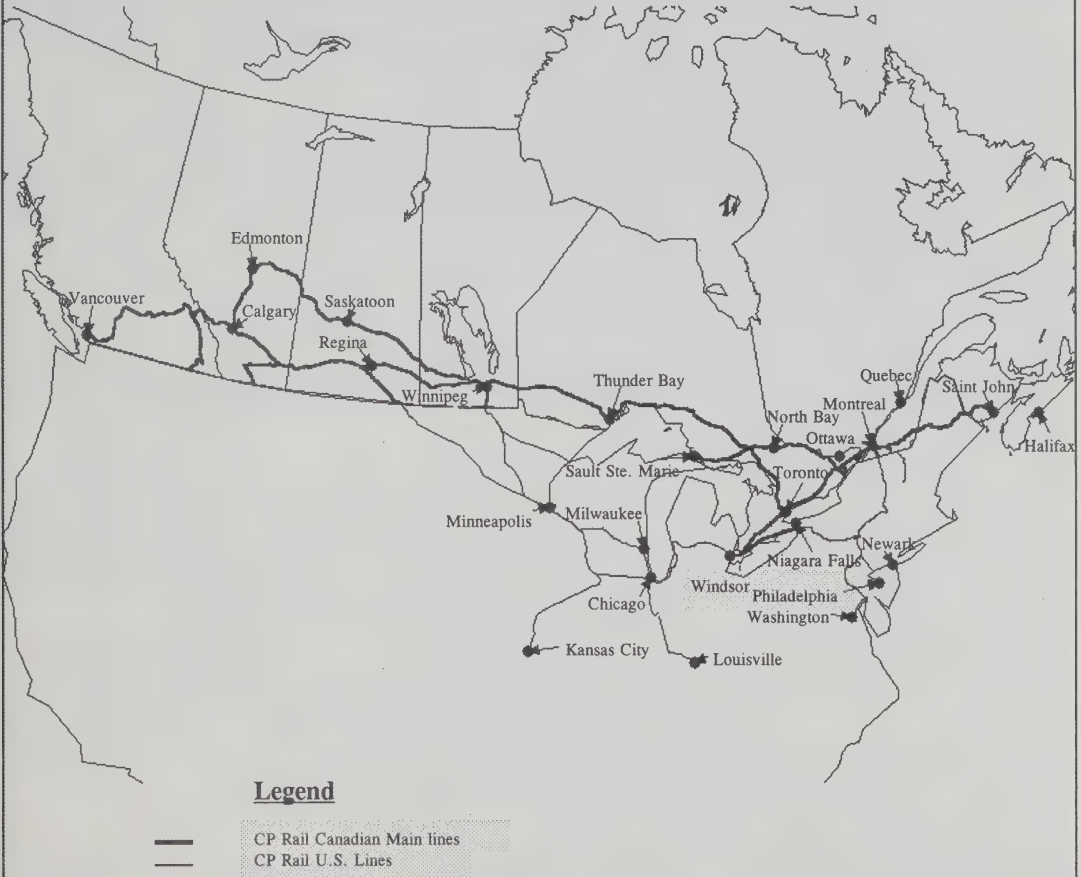 Edmonton
Vancouver
Saskatoon
Calgary
Regina
Winnipeg
Thunder Bay
Quebec
Saint John
Montreal
North Bay
Ottawa
Halifax
Sault Ste. Marie
Toronto
Minneapolis
Milwaukee
Newark
Niagara Falls
Windsor
Philadelphia
Chicago
Washington
Kansas City
Louisville
Legend
CP Rail Canadian Main lines
CP Rail U.S. Lines